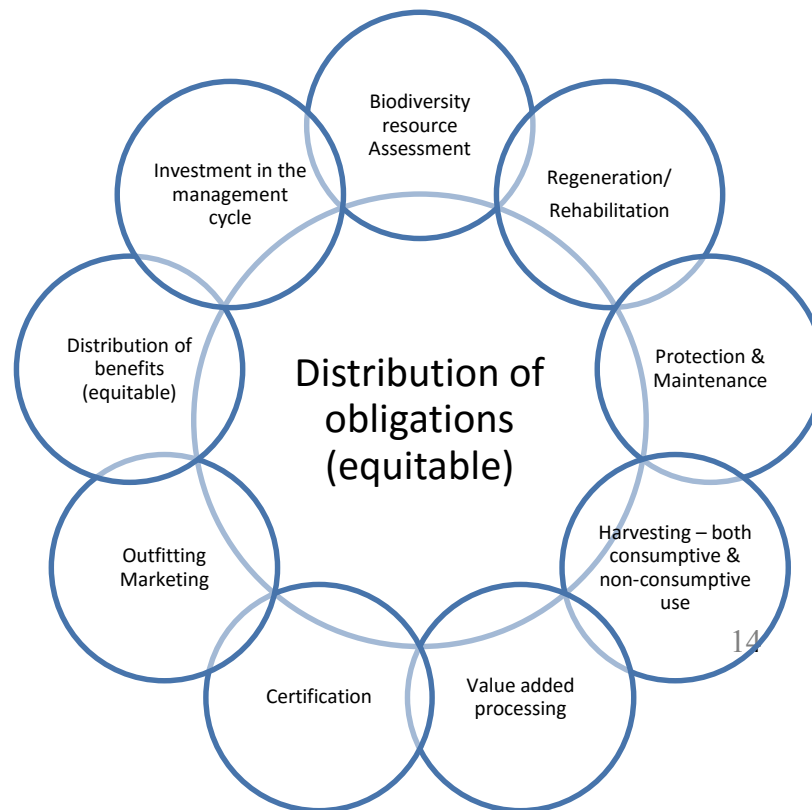 Biodiversity
resource
Assessment
Regeneration/
Rehabilitation
Protection &
Maintenance
Harvesting – both
consumptive &
non-consumptive
use
14
Value added
processing
Certification
Outfitting
Marketing
Distribution of
benefits
(equitable)
Investment in the
management
cycle
Distribution of
obligations
(equitable)